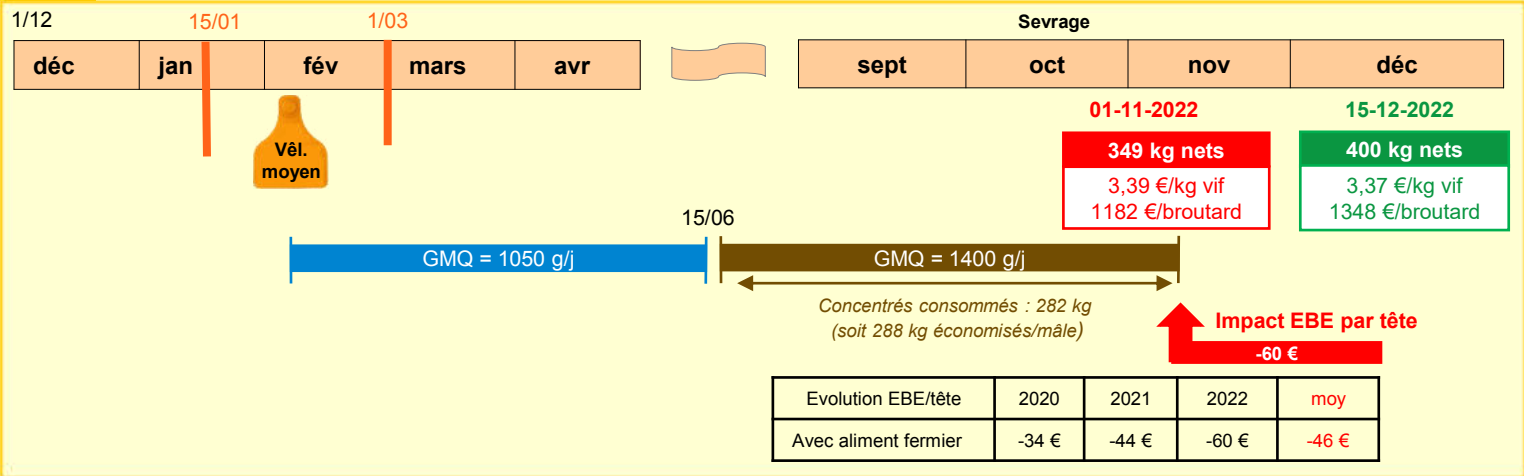 1/12
15/01
1/03
Sevrage
déc jan fév mars avr sept oct nov déc
Vêl.
moyen
01-11-2022
349 kg nets
3,39 €/kg vif
1182 €/broutard
15-12-2022
400 kg nets
3,37 €/kg vif
1348 €/broutard
15/06
GMQ = 1050 g/j
GMQ = 1400 g/j
Concentrés consommés : 282 kg
(soit 288 kg économisés/mâle)
Impact EBE par tête
-60 €
Evolution EBE/tête 2020 2021 2022 moy
Avec aliment fermier -34 € -44 € -60 € -46 €